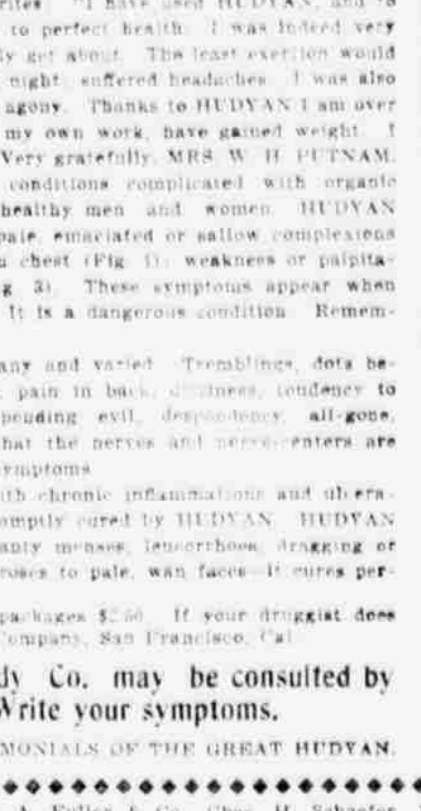 rites: "I have used HUDYAN, and to
to perfect health. I was indeed very
ly get about. The least exertion would
night, suffered headaches. I was also
agony. Thanks to HUDYAN I am over
my own work, have gained weight. I
Very gratefully, MRS. W. H. PUTNAM.
conditions complicated with organic
healthy men and women. HUDYAN
pale, emaciated or sallow complexions
chest (Fig. 1), weakness or palpita-
g 3). These symptoms appear when
It is a dangerous condition. Remem-
any and varied. Tremblings, dots be-
pain in back, dizziness, tendency to
pending evil, despondency, all-gone,
hat the nerves and nerve-centers are
symptoms.
ith chronic inflammations and ulcera-
omptly cured by HUDYAN. HUDYAN
anty menses, leucorrhoea, dragging or
roses to pale, wan faces. It cures per-
packages $2.50. If your druggist does
Company, San Francisco, Cal.
dy Co. may be consulted by
Write your symptoms.
MONIALS OF THE GREAT HUDYAN.
A. Fuller & Co., Chas. H. Schaefer